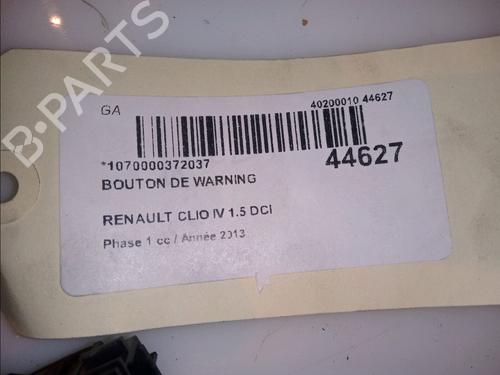 GA
40200010 44627
*1070000372037
44627
BOUTON DE WARNING
RENAULT CLIO IV 1.5 DCI
Phase 1 cc / Année 2013
B-PARTS